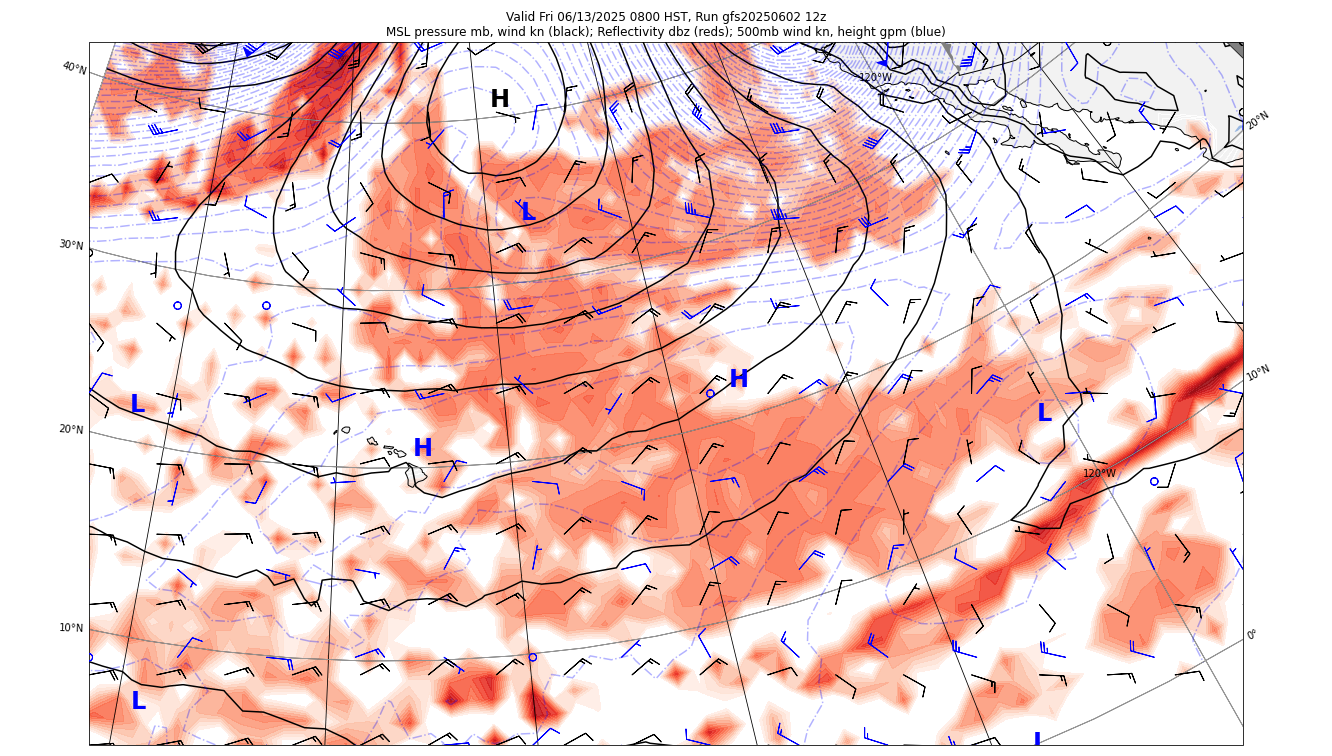 Valid Fri 06/13/2025 0800 HST, Run gfs20250602 12z
MSL pressure mb, wind kn (black); Reflectivity dbz (reds); 500mb wind kn, height gpm (blue)
40°N
120°W
H
20°N
L
30°N
H
10°N
L
L
20°N
H
120°W
10°N
0°
L
L